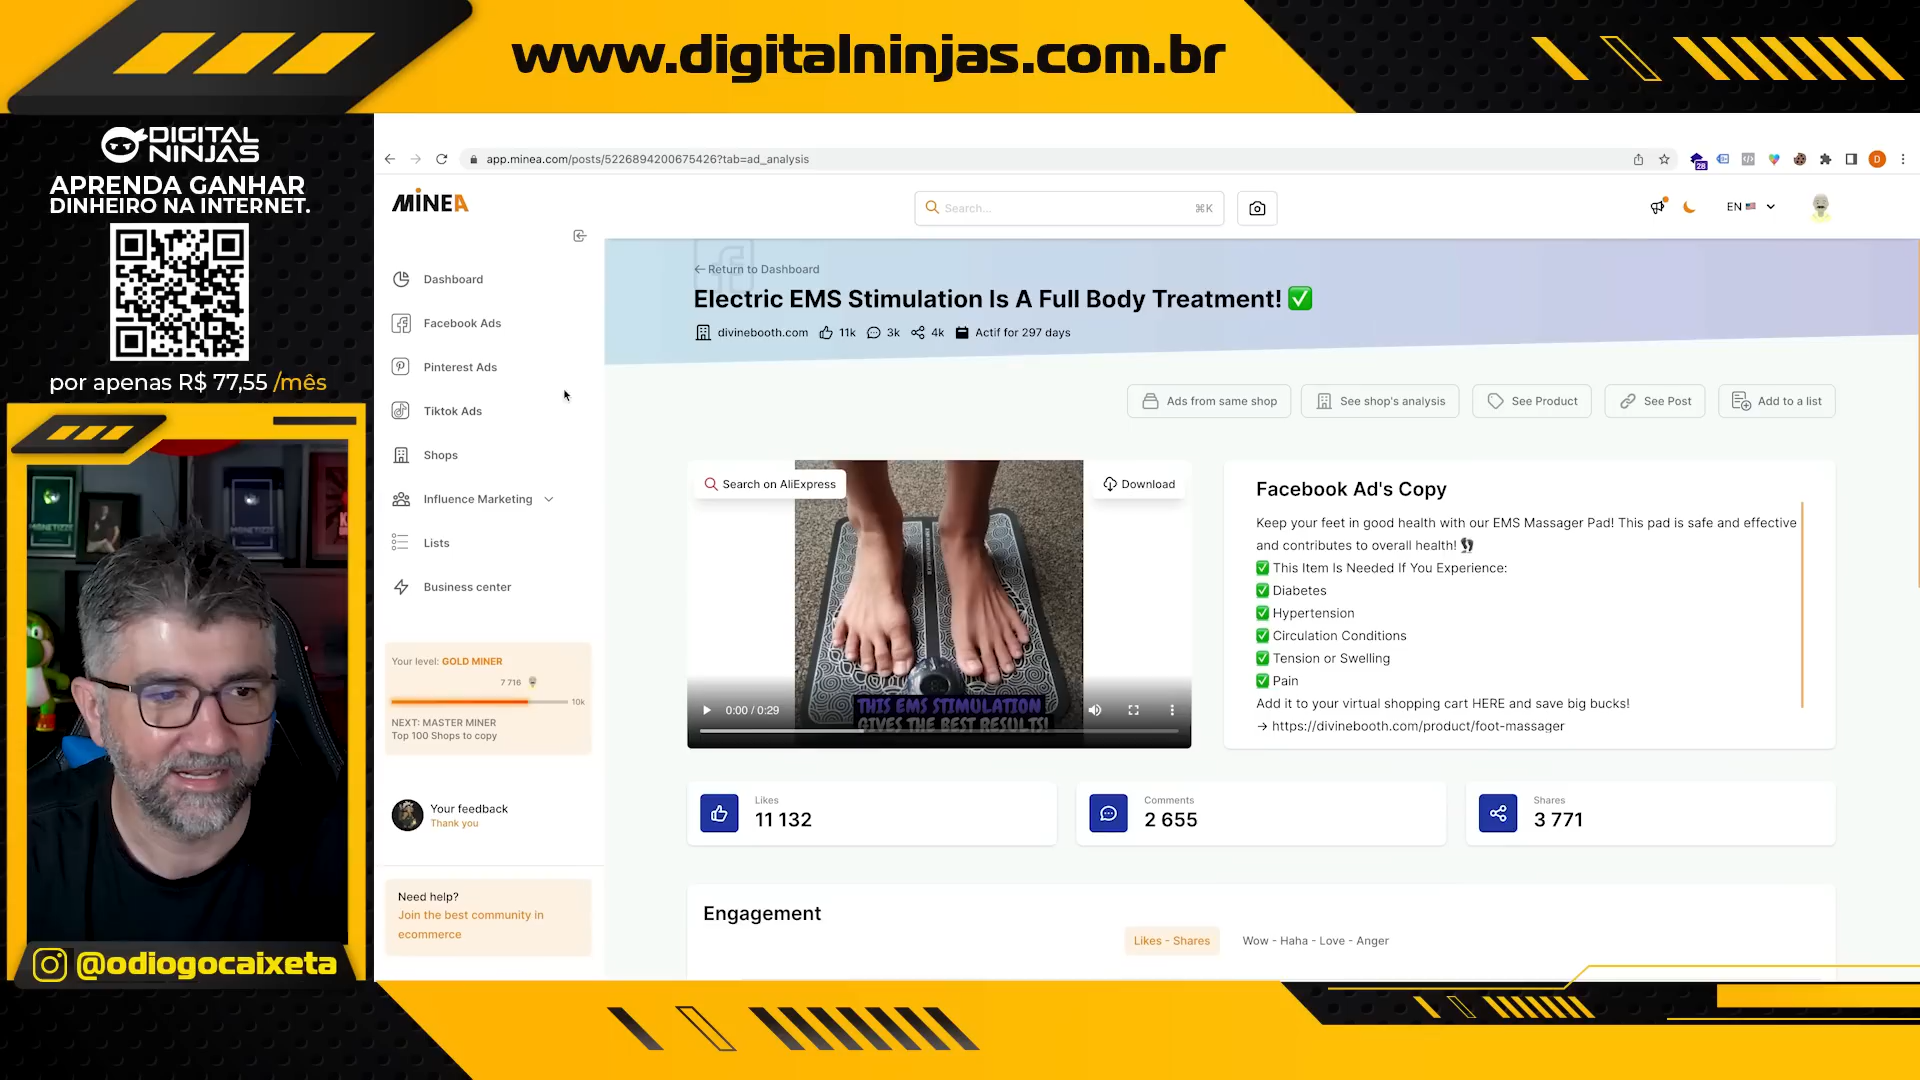 www.digitalninjas.com.br
DIGITAL
NINJAS
APRENDA GANHAR
DINHEIRO NA INTERNET.
por apenas R$ 77,55 /mês
@odiogocaixeta
app.minea.com/posts/5226894200675426?tab=ad_analysis
28
D
MINEA
Search...
⌘K
EN
Dashboard
Facebook Ads
Pinterest Ads
Tiktok Ads
Shops
Influence Marketing
Lists
Business center
Your level: GOLD MINER
7 716
10k
NEXT: MASTER MINER
Top 100 Shops to copy
Your feedback
Thank you
Need help?
Join the best community in
ecommerce
← Return to Dashboard
Electric EMS Stimulation Is A Full Body Treatment! ✅
divinebooth.com 11k 3k 4k Actif for 297 days
Ads from same shop
See shop's analysis
See Product
See Post
Add to a list
Search on AliExpress
Download
THIS EMS STIMULATION
GIVES THE BEST RESULTS!
0:00 / 0:29
Facebook Ad's Copy
Keep your feet in good health with our EMS Massager Pad! This pad is safe and effective
and contributes to overall health! 👣
✅ This Item Is Needed If You Experience:
✅ Diabetes
✅ Hypertension
✅ Circulation Conditions
✅ Tension or Swelling
✅ Pain
Add it to your virtual shopping cart HERE and save big bucks!
→ https://divinebooth.com/product/foot-massager
Likes
11 132
Comments
2 655
Shares
3 771
Engagement
Likes - Shares
Wow - Haha - Love - Anger